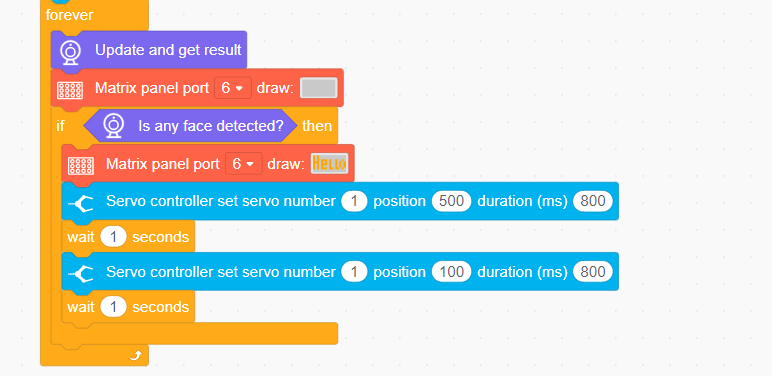 forever
Update and get result
Matrix panel port 6 draw:
if Is any face detected? then
Matrix panel port 6 draw: Hello
Servo controller set servo number 1 position 500 duration (ms) 800
wait 1 seconds
Servo controller set servo number 1 position 100 duration (ms) 800
wait 1 seconds